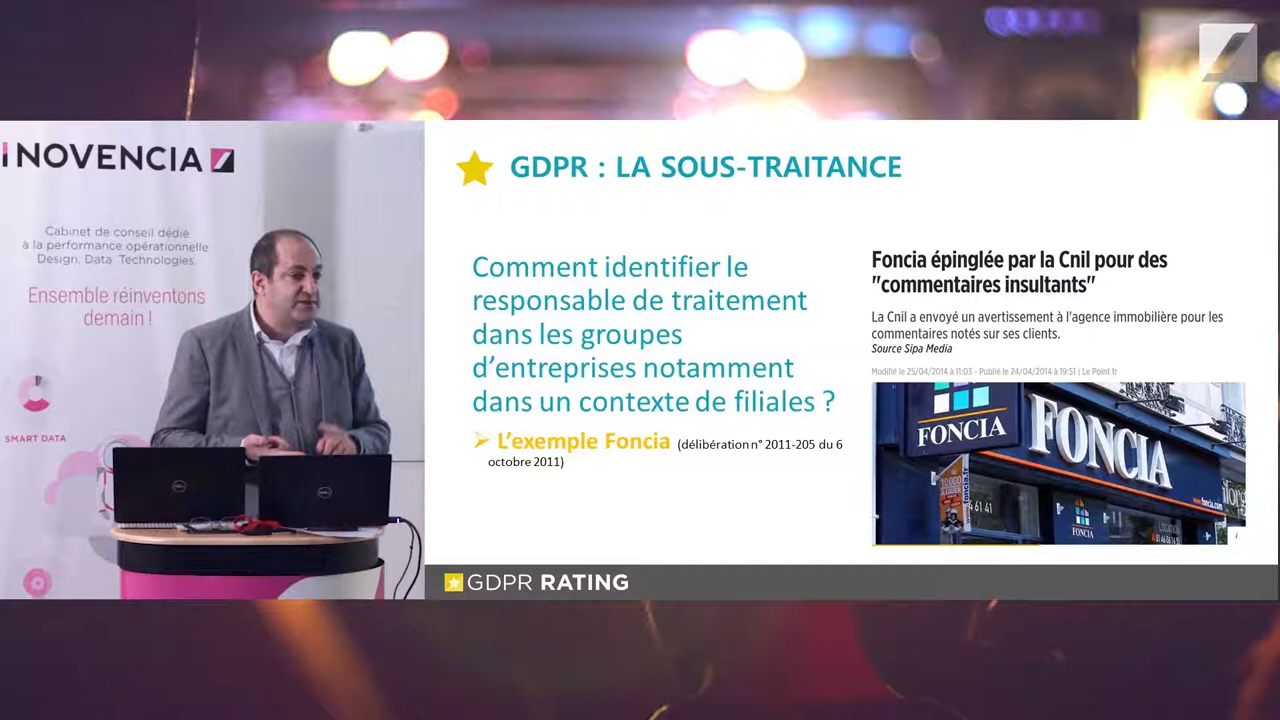 NOVENCIA
Cabinet de conseil dédié
à la performance opérationnelle
Design. Data Technologies.
Ensemble réinventons
demain !
SMART DATA
GDPR : LA SOUS-TRAITANCE
Comment identifier le
responsable de traitement
dans les groupes
d’entreprises notamment
dans un contexte de filiales ?
➢ L’exemple Foncia (délibération n° 2011-205 du 6
octobre 2011)
Foncia épinglée par la Cnil pour des
"commentaires insultants"
La Cnil a envoyé un avertissement à l'agence immobilière pour les
commentaires notés sur ses clients.
Source Sipa Media
Modifié le 25/04/2014 à 11:03 - Publié le 24/04/2014 à 19:51 | Le Point.fr
FONCIA
FONCIA
FONCIA
GDPR RATING